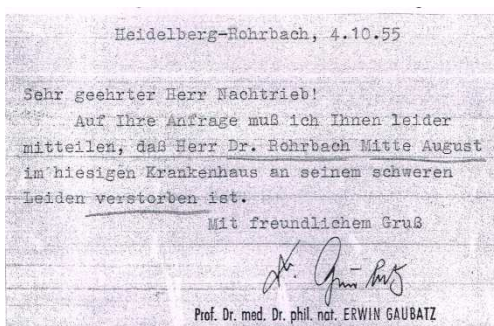 Heidelberg-Rohrbach, 4.10.55
Sehr geehrter Herr Nachtrieb!
Auf Ihre Anfrage muß ich Ihnen leider
mitteilen, daß Herr Dr. Rohrbach Mitte August
im hiesigen Krankenhaus an seinem schweren
Leiden verstorben ist.
Mit freundlichem Gruß
Dr. Gaubatz
Prof. Dr. med. Dr. phil. nat. ERWIN GAUBATZ